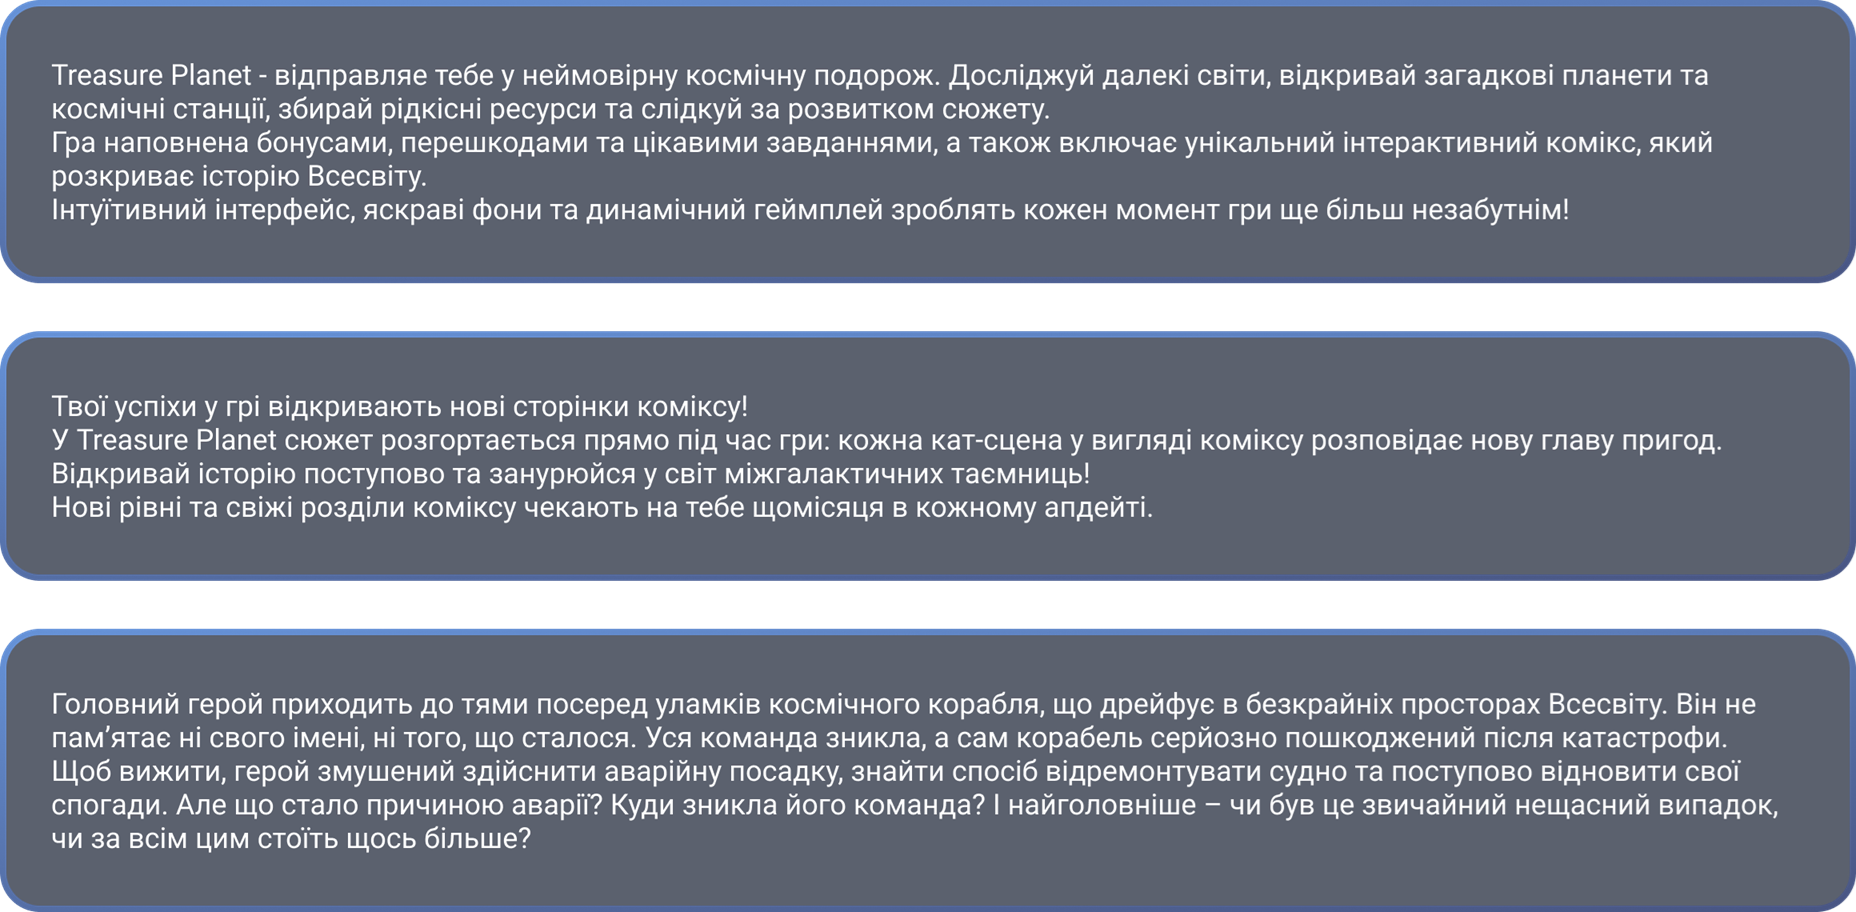 Treasure Planet - відправляє тебе у неймовірну космічну подорож. Досліджуй далекі світи, відкривай загадкові планети та
космічні станції, збирай рідкісні ресурси та слідкуй за розвитком сюжету.
Гра наповнена бонусами, перешкодами та цікавими завданнями, а також включає унікальний інтерактивний комікс, який
розкриває історію Всесвіту.
Інтуїтивний інтерфейс, яскраві фони та динамічний геймплей зроблять кожен момент гри ще більш незабутнім!
Твої успіхи у грі відкривають нові сторінки коміксу!
У Treasure Planet сюжет розгортається прямо під час гри: кожна кат-сцена у вигляді коміксу розповідає нову главу пригод.
Відкривай історію поступово та занурюйся у світ міжгалактичних таємниць!
Нові рівні та свіжі розділи коміксу чекають на тебе щомісяця в кожному апдейті.
Головний герой приходить до тями посеред уламків космічного корабля, що дрейфує в безкрайніх просторах Всесвіту. Він не
пам’ятає ні свого імені, ні того, що сталося. Уся команда зникла, а сам корабель серйозно пошкоджений після катастрофи.
Щоб вижити, герой змушений здійснити аварійну посадку, знайти спосіб відремонтувати судно та поступово відновити свої
спогади. Але що стало причиною аварії? Куди зникла його команда? І найголовніше – чи був це звичайний нещасний випадок,
чи за всім цим стоїть щось більше?